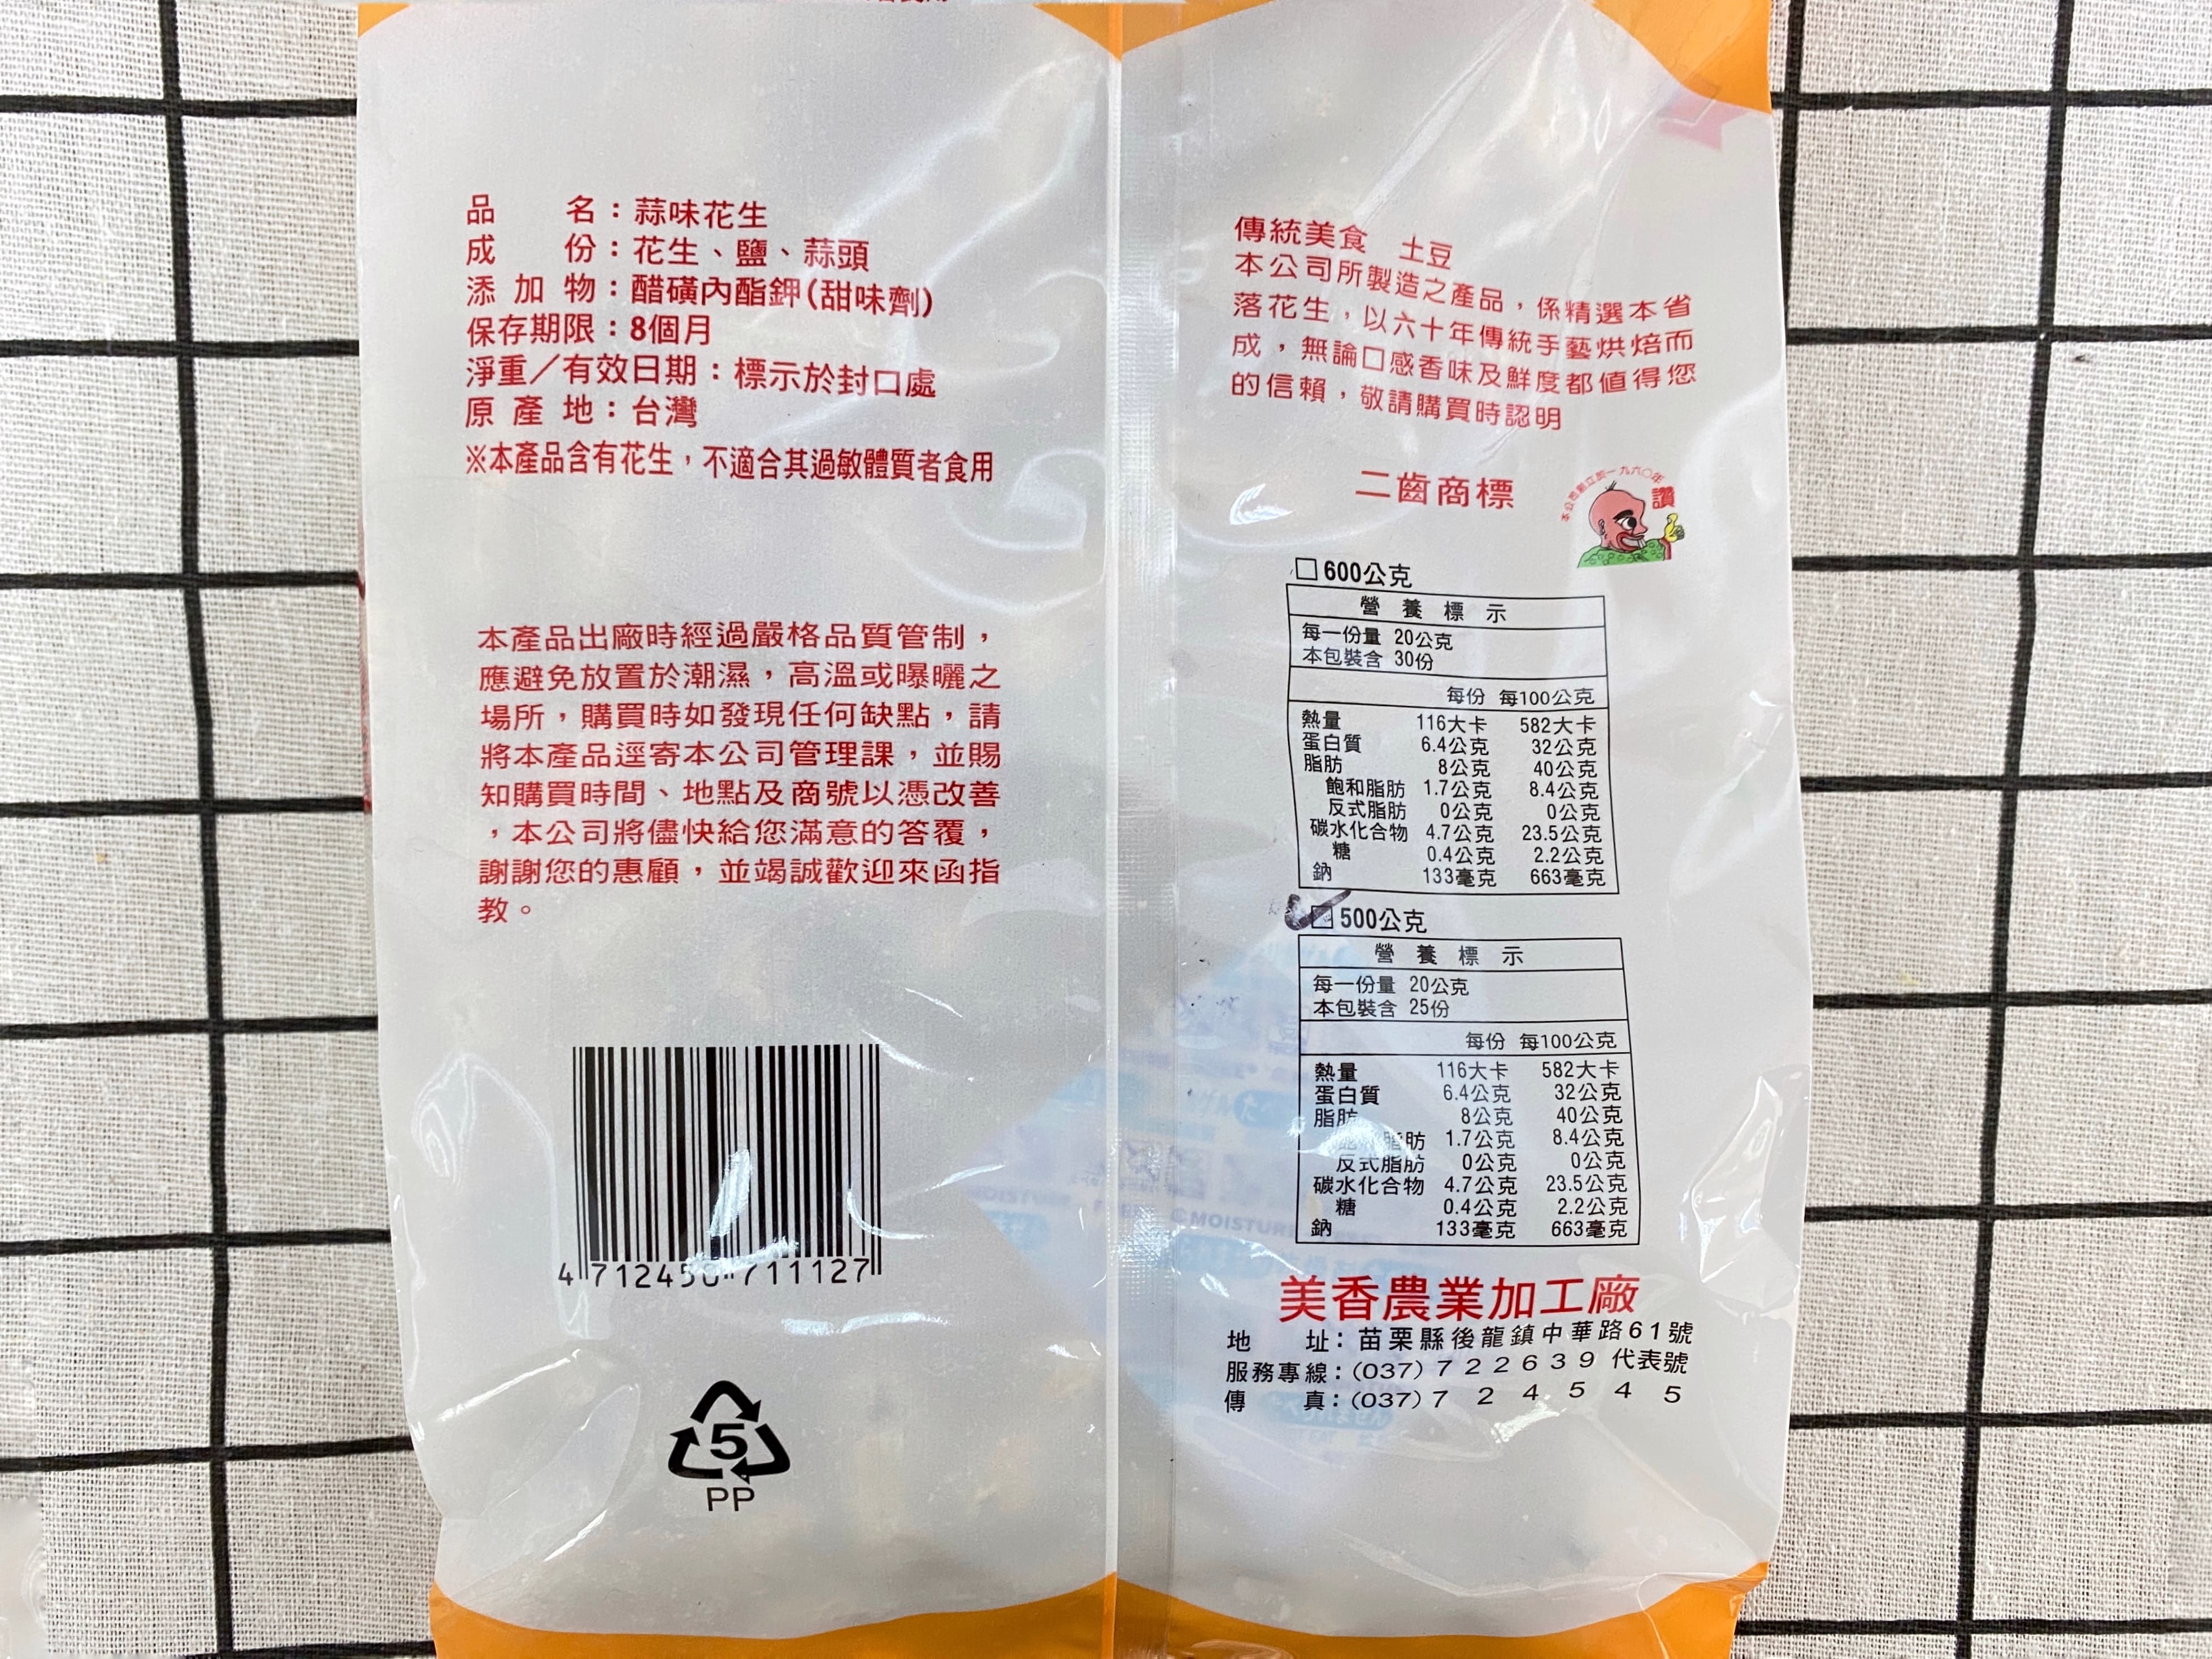 品名：蒜味花生
成份：花生、鹽、蒜頭
添加物：醋磺內酯鉀(甜味劑)
保存期限：8個月
淨重／有效日期：標示於封口處
原產地：台灣
※本產品含有花生，不適合其過敏體質者食用
本產品出廠時經過嚴格品質管制，
應避免放置於潮濕，高溫或曝曬之
場所，購買時如發現任何缺點，請
將本產品逕寄本公司管理課，並賜
知購買時間、地點及商號以憑改善
，本公司將儘快給您滿意的答覆，
謝謝您的惠顧，並竭誠歡迎來函指
教。
4 712450 711127
5
PP
傳統美食 土豆
本公司所製造之產品，係精選本省
落花生，以六十年傳統手藝烘焙而
成，無論口感香味及鮮度都值得您
的信賴，敬請購買時認明
二齒商標
本公司創立於一九六〇年
讚
□600公克
營養標示
每一份量 20公克
本包裝含 30份
每份 每100公克
熱量 116大卡 582大卡
蛋白質 6.4公克 32公克
脂肪 8公克 40公克
飽和脂肪 1.7公克 8.4公克
反式脂肪 0公克 0公克
碳水化合物 4.7公克 23.5公克
糖 0.4公克 2.2公克
鈉 133毫克 663毫克
□500公克
營養標示
每一份量 20公克
本包裝含 25份
每份 每100公克
熱量 116大卡 582大卡
蛋白質 6.4公克 32公克
脂肪 8公克 40公克
脂肪 1.7公克 8.4公克
反式脂肪 0公克 0公克
碳水化合物 4.7公克 23.5公克
糖 0.4公克 2.2公克
鈉 133毫克 663毫克
MOISTURE
美香農業加工廠
地址：苗栗縣後龍鎮中華路61號
服務專線：(037)722639代表號
傳真：(037)724545